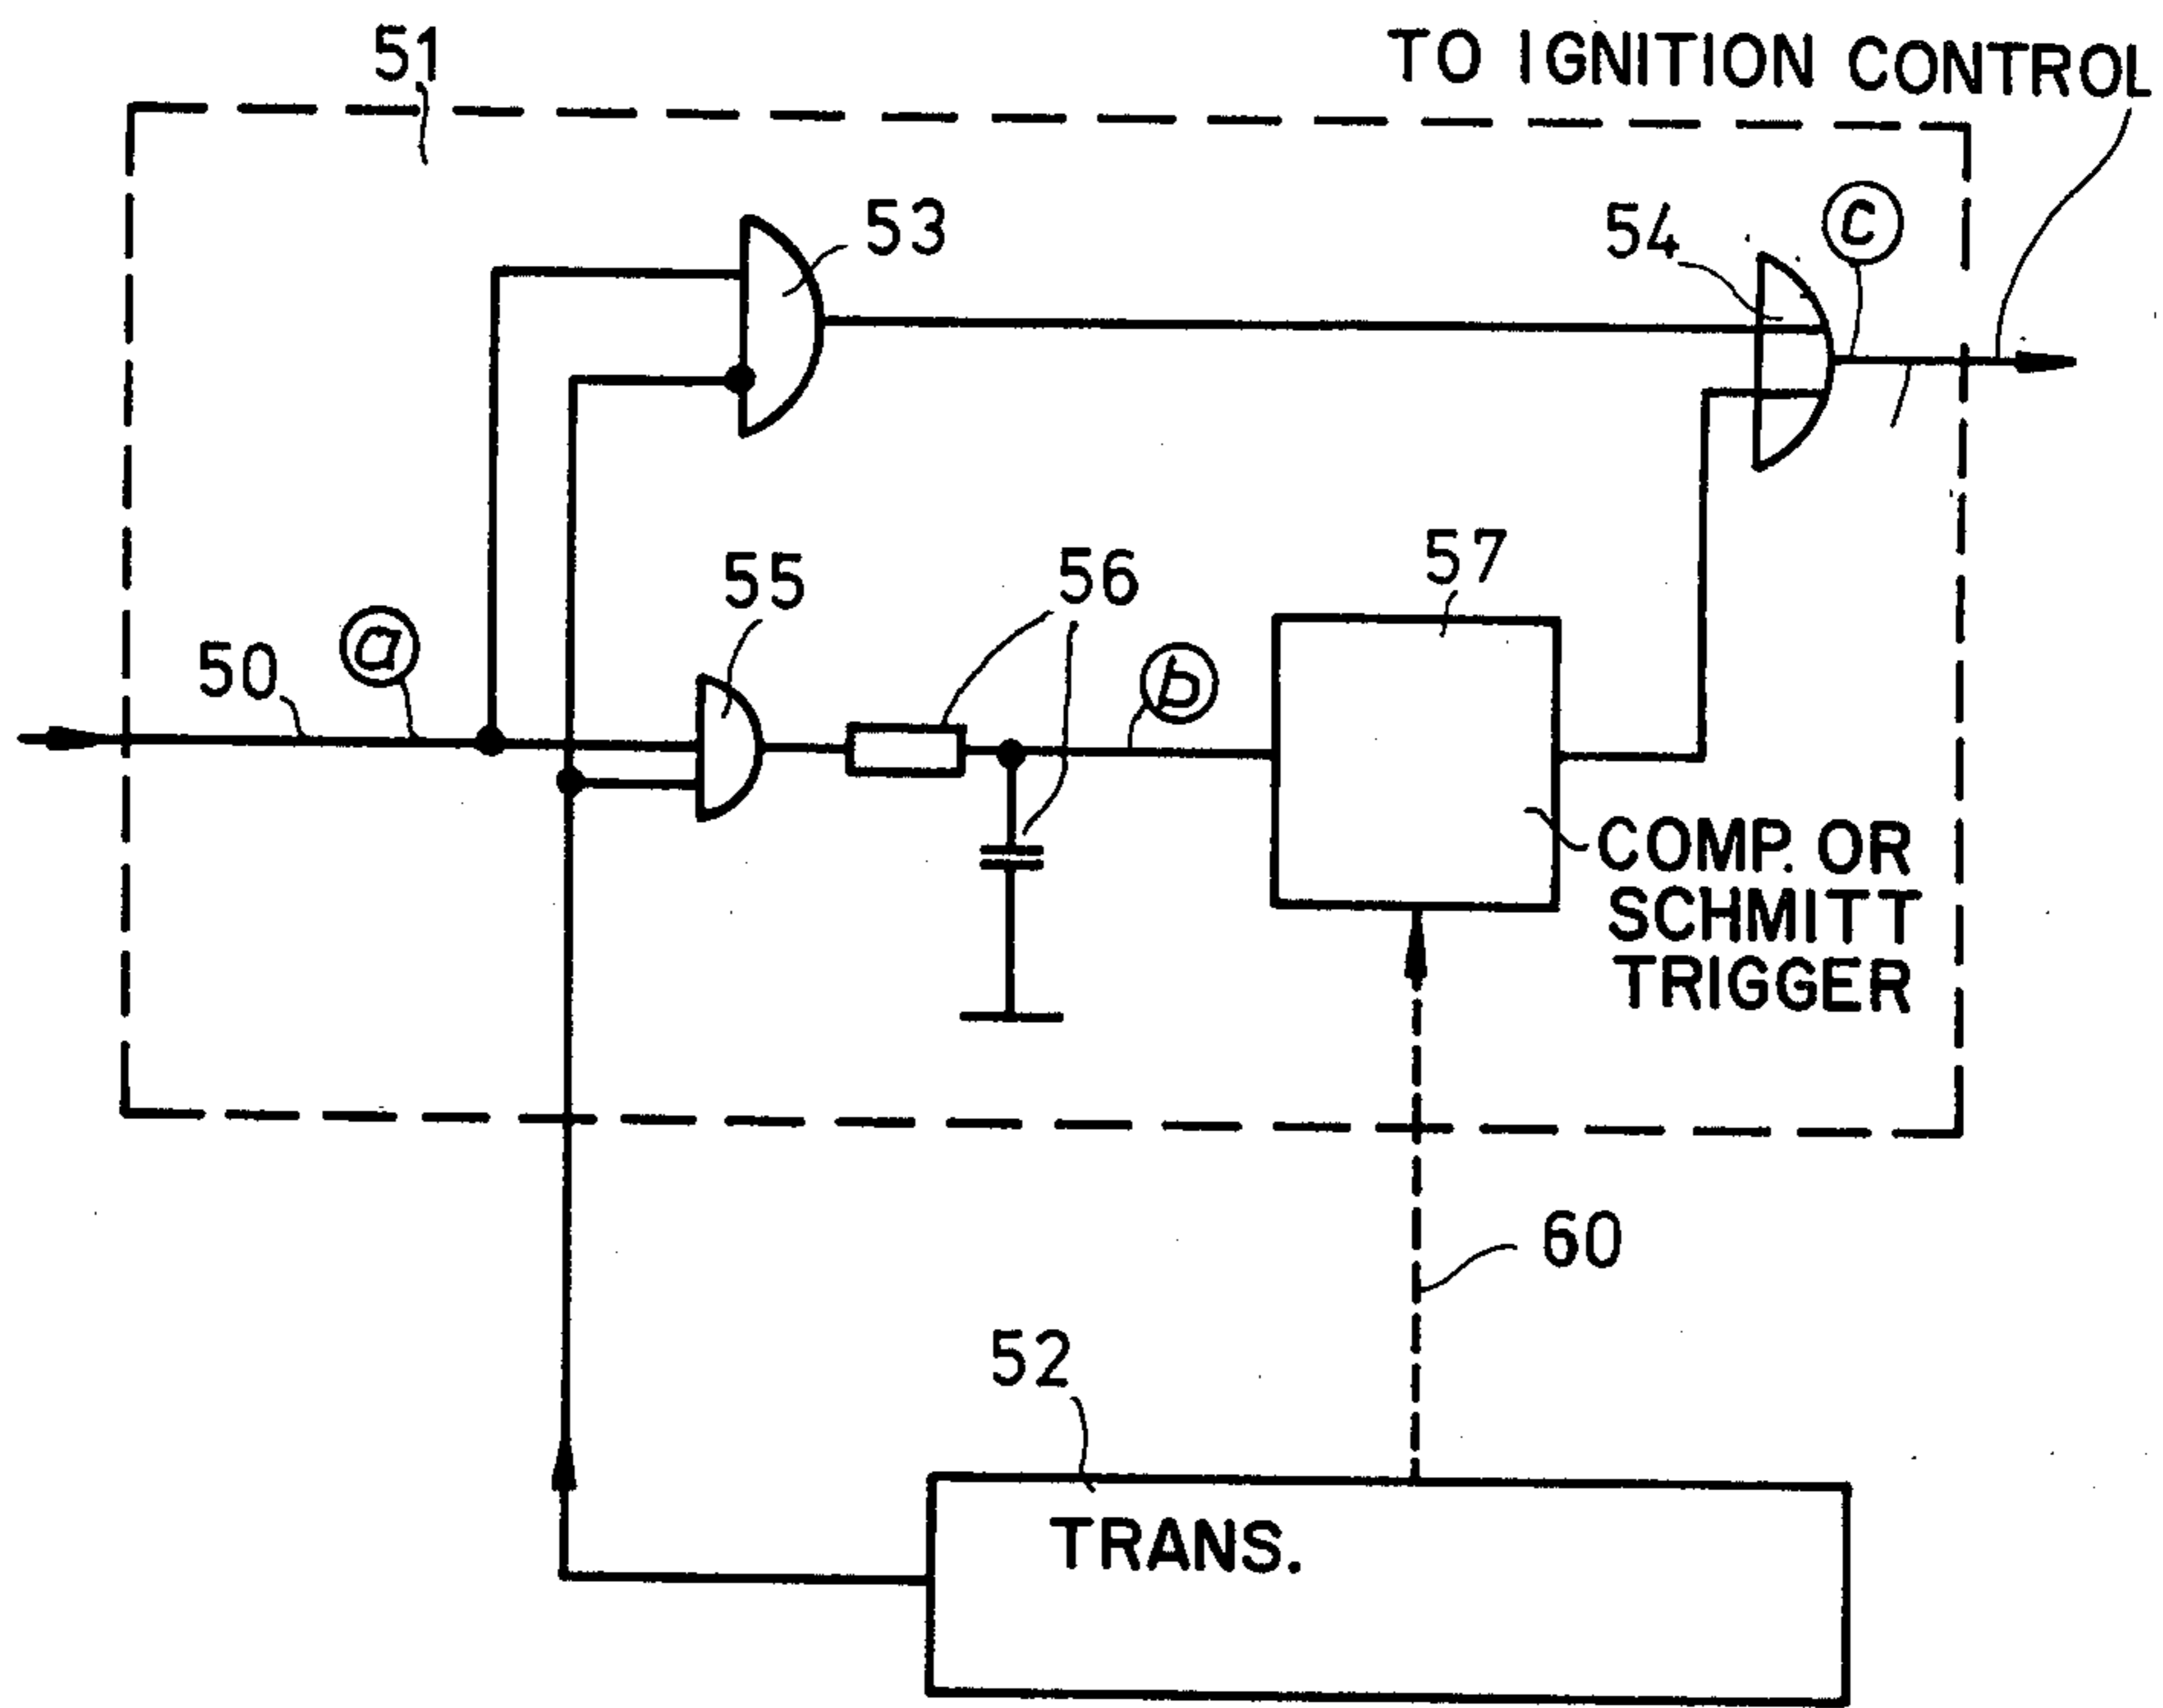 51
TO IGNITION CONTROL
53
54
c
55
56
57
50
a
b
COMP. OR
SCHMITT
TRIGGER
60
52
TRANS.